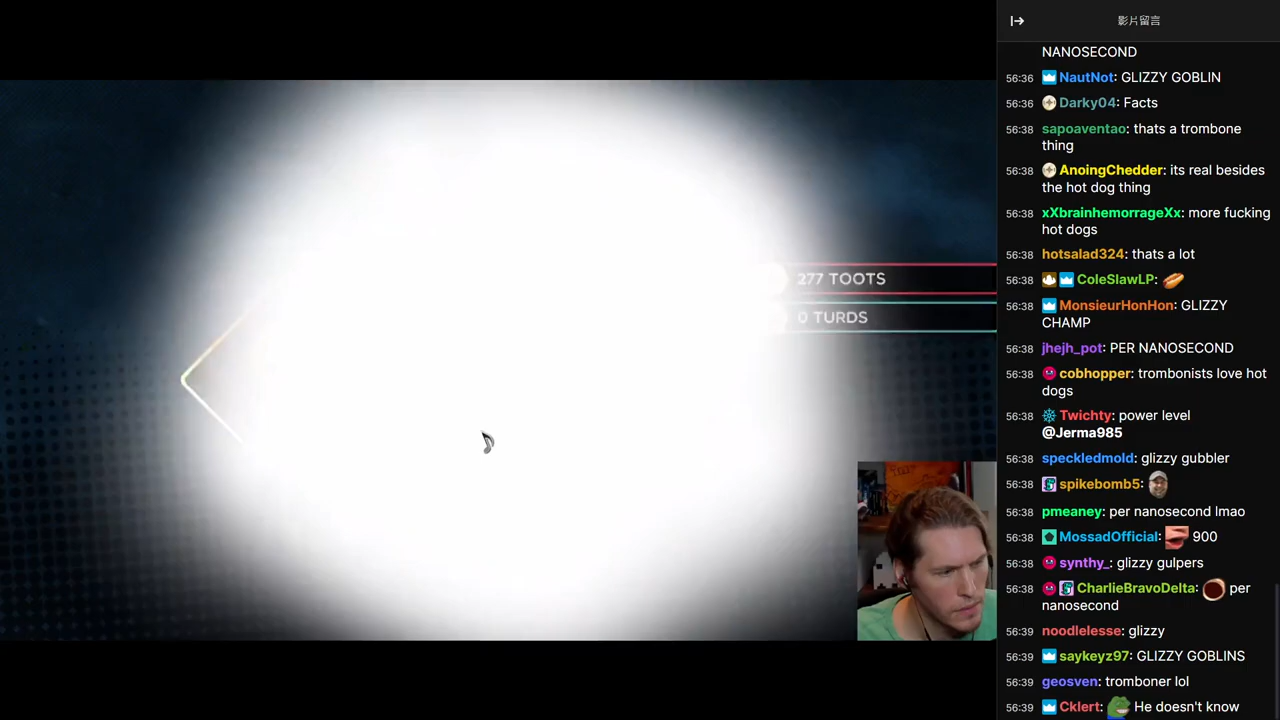 277 TOOTS
0 TURDS
影片留言
NANOSECOND
56:36 NautNot: GLIZZY GOBLIN
56:36 Darky04: Facts
56:38 sapoaventao: thats a trombone
thing
56:38 AnoingChedder: its real besides
the hot dog thing
56:38 xXbrainhemorrageXx: more fucking
hot dogs
56:38 hotsalad324: thats a lot
56:38 ColeSlawLP:
56:38 MonsieurHonHon: GLIZZY
CHAMP
56:38 jhejh_pot: PER NANOSECOND
56:38 cobhopper: trombonists love hot
dogs
56:38 Twichty: power level
@Jerma985
56:38 speckledmold: glizzy gubbler
56:38 spikebomb5:
56:38 pmeaney: per nanosecond lmao
56:38 MossadOfficial: 900
56:38 synthy_: glizzy gulpers
56:38 CharlieBravoDelta: per
nanosecond
56:39 noodlelesse: glizzy
56:39 saykeyz97: GLIZZY GOBLINS
56:39 geosven: tromboner lol
56:39 Cklert: He doesn't know